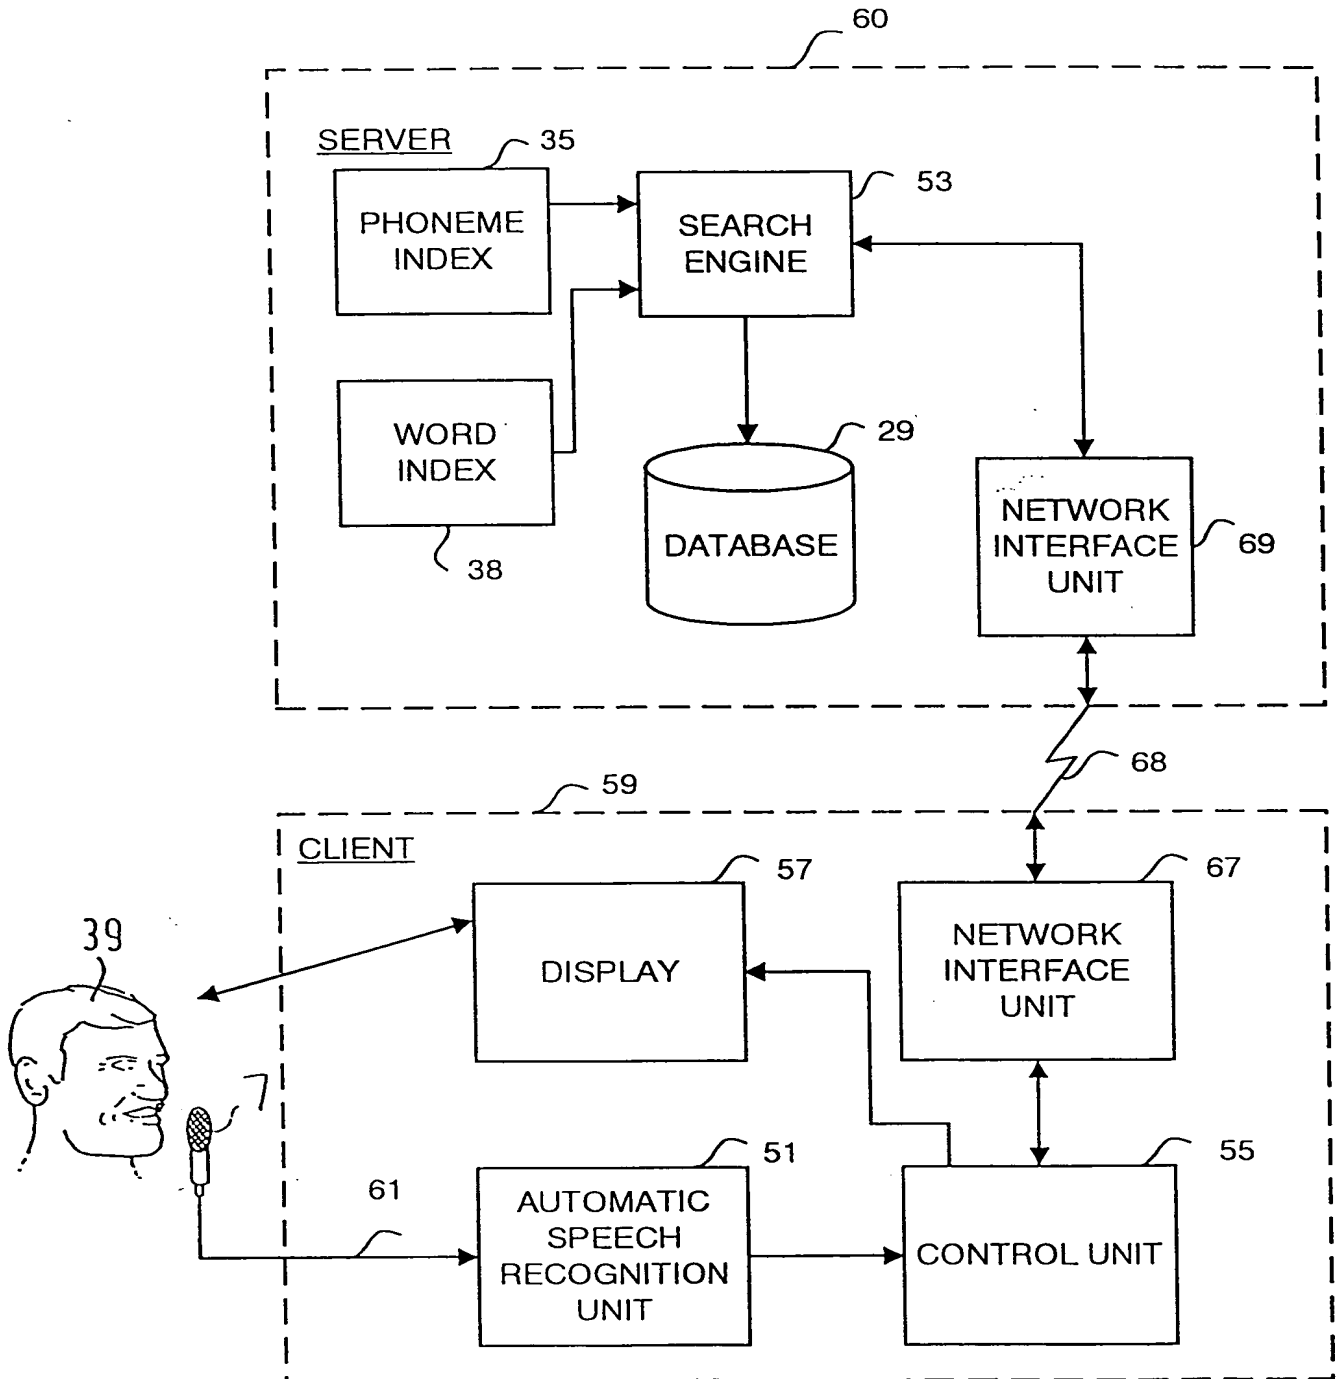 60
SERVER
35
PHONEME
INDEX
53
SEARCH
ENGINE
WORD
INDEX
38
29
DATABASE
NETWORK
INTERFACE
UNIT
69
68
59
CLIENT
57
DISPLAY
67
NETWORK
INTERFACE
UNIT
39
7
61
51
AUTOMATIC
SPEECH
RECOGNITION
UNIT
55
CONTROL UNIT